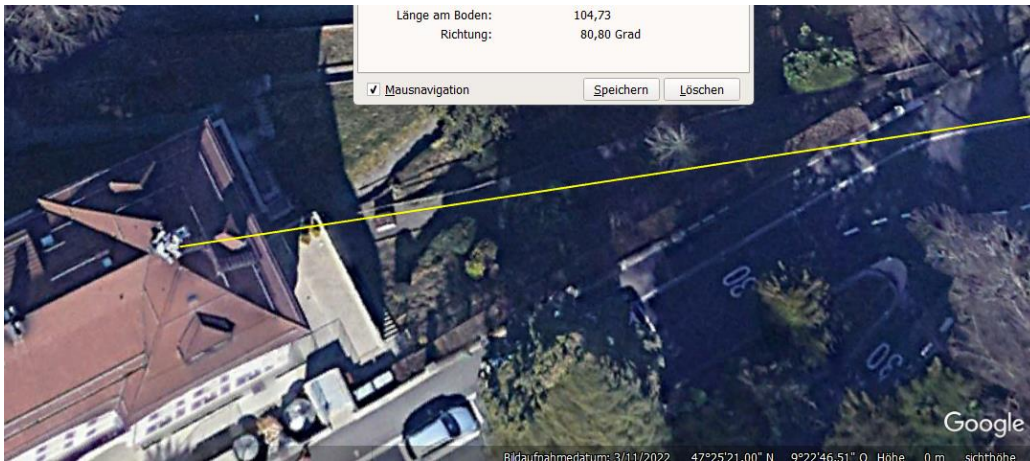 Länge am Boden: 104,73
Richtung: 80,80 Grad
Mausnavigation Speichern Löschen
30
30
Google
Bildaufnahmedatum: 3/11/2022 47°25'21.00" N 9°22'46.51" O Höhe 0 m sichthöhe